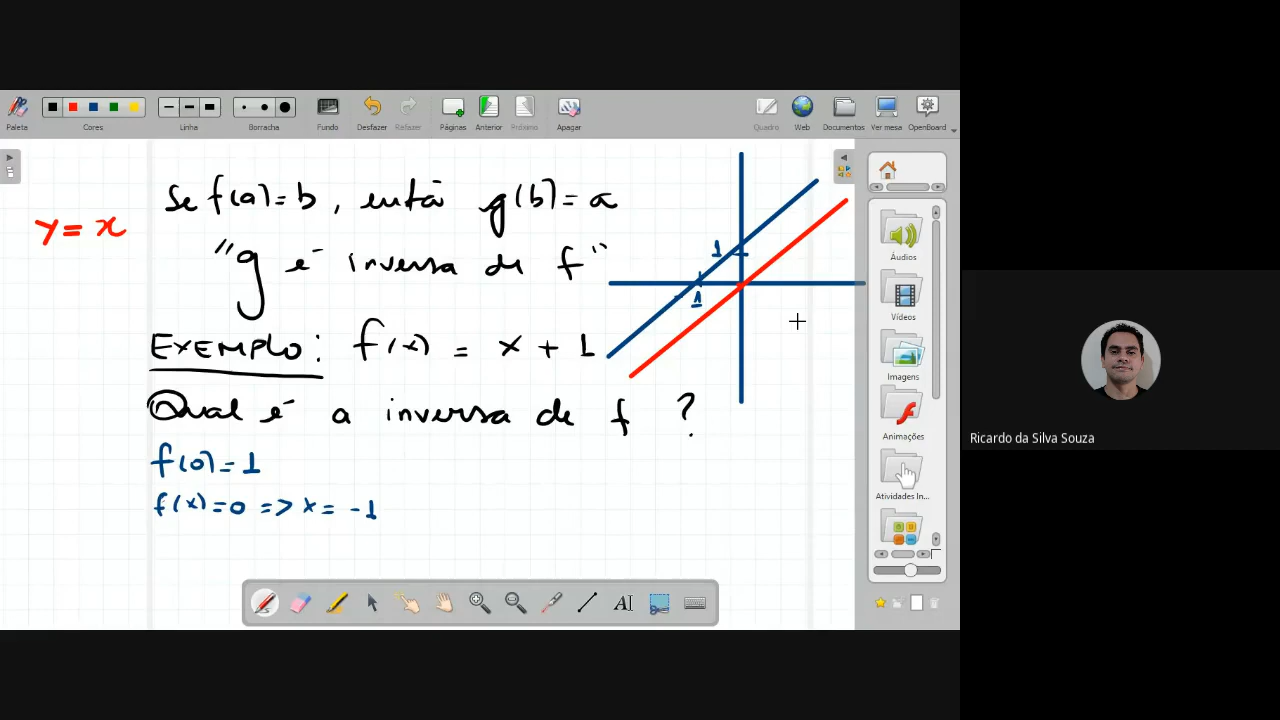 Paleta Cores Linha Borracha Fundo Desfazer Refazer Páginas Anterior Próximo Apagar Quadro Web Documentos Ver mesa OpenBoard
Se f(a)=b, então g(b)=a
y = x
"g é inversa de f"
EXEMPLO: f(x) = x + 1
Qual é a inversa de f ?
f(0)=1
f(x)=0 => x = -1
1
1
Áudios
Vídeos
Imagens
Animações
Atividades In...
AI
Ricardo da Silva Souza